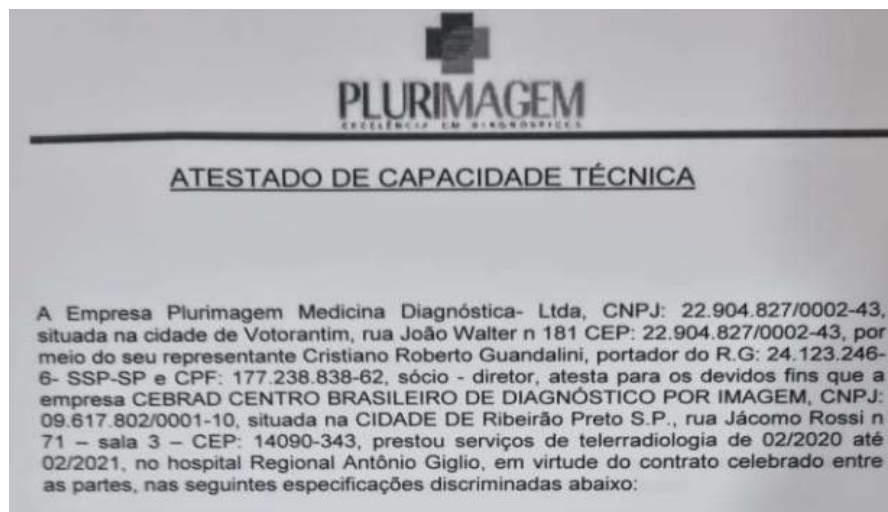 PLURIMAGEM
EXCELÊNCIA EM DIAGNÓSTICOS
ATESTADO DE CAPACIDADE TÉCNICA
A Empresa Plurimagem Medicina Diagnóstica- Ltda, CNPJ: 22.904.827/0002-43,
situada na cidade de Votorantim, rua João Walter n 181 CEP: 22.904.827/0002-43, por
meio do seu representante Cristiano Roberto Guandalini, portador do R.G: 24.123.246-
6- SSP-SP e CPF: 177.238.838-62, sócio - diretor, atesta para os devidos fins que a
empresa CEBRAD CENTRO BRASILEIRO DE DIAGNÓSTICO POR IMAGEM, CNPJ:
09.617.802/0001-10, situada na CIDADE DE Ribeirão Preto S.P., rua Jácomo Rossi n
71 – sala 3 – CEP: 14090-343, prestou serviços de telerradiologia de 02/2020 até
02/2021, no hospital Regional Antônio Giglio, em virtude do contrato celebrado entre
as partes, nas seguintes especificações discriminadas abaixo: